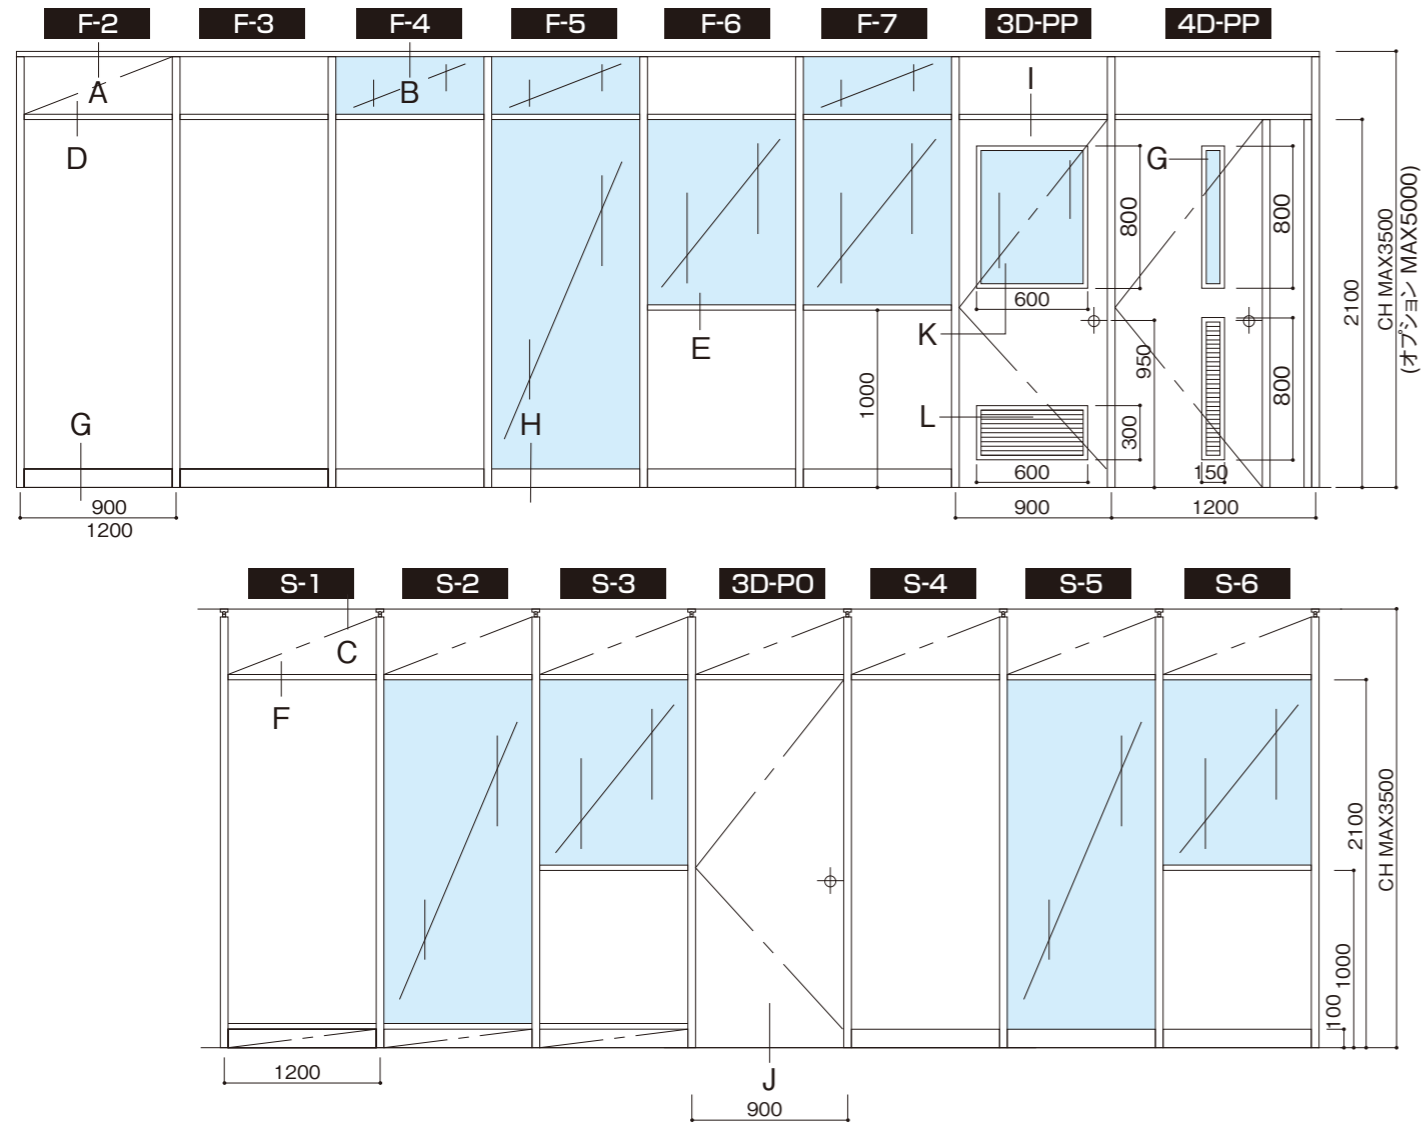 F-2 F-3 F-4 F-5 F-6 F-7 3D-PP 4D-PP
A B I
D G
800 800
600
E K
950
1000
2100
CH MAX3500
(オプション MAX5000)
G H L
300 800
600 150
900 900 1200
1200
S-1 S-2 S-3 3D-PO S-4 S-5 S-6
C
F
2100
CH MAX3500
1000
100
1200 J
900